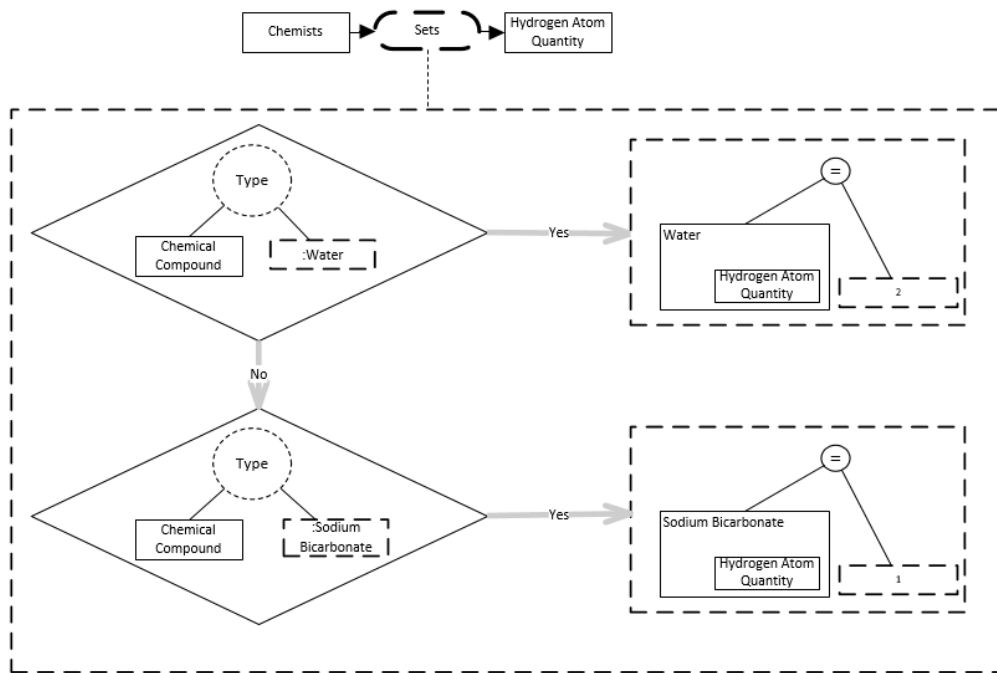 Chemists
Sets
Hydrogen Atom
Quantity
Type
Chemical
Compound
:Water
Yes
Water
Hydrogen Atom
Quantity
=
2
No
Type
Chemical
Compound
:Sodium
Bicarbonate
Yes
Sodium Bicarbonate
Hydrogen Atom
Quantity
=
1